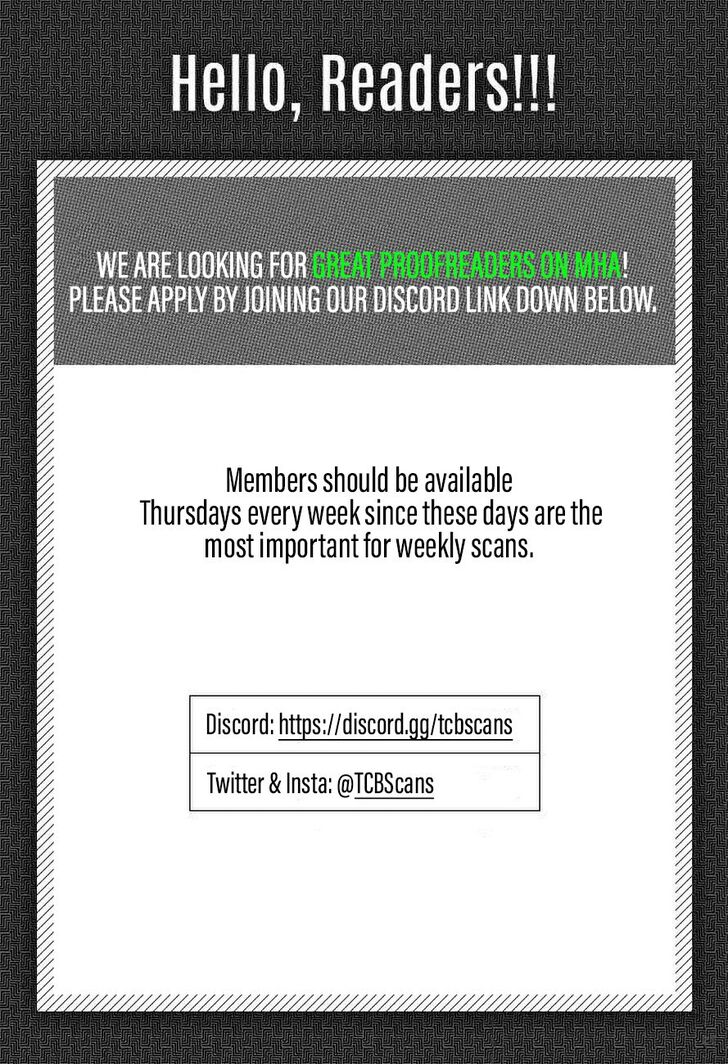 Hello, Readers!!!
WE ARE LOOKING FOR GREAT PROOFREADERS ON MHA!
PLEASE APPLY BY JOINING OUR DISCORD LINK DOWN BELOW.
Members should be available
Thursdays every week since these days are the
most important for weekly scans.
Discord: https://discord.gg/tcbscans
Twitter & Insta: @TCBScans